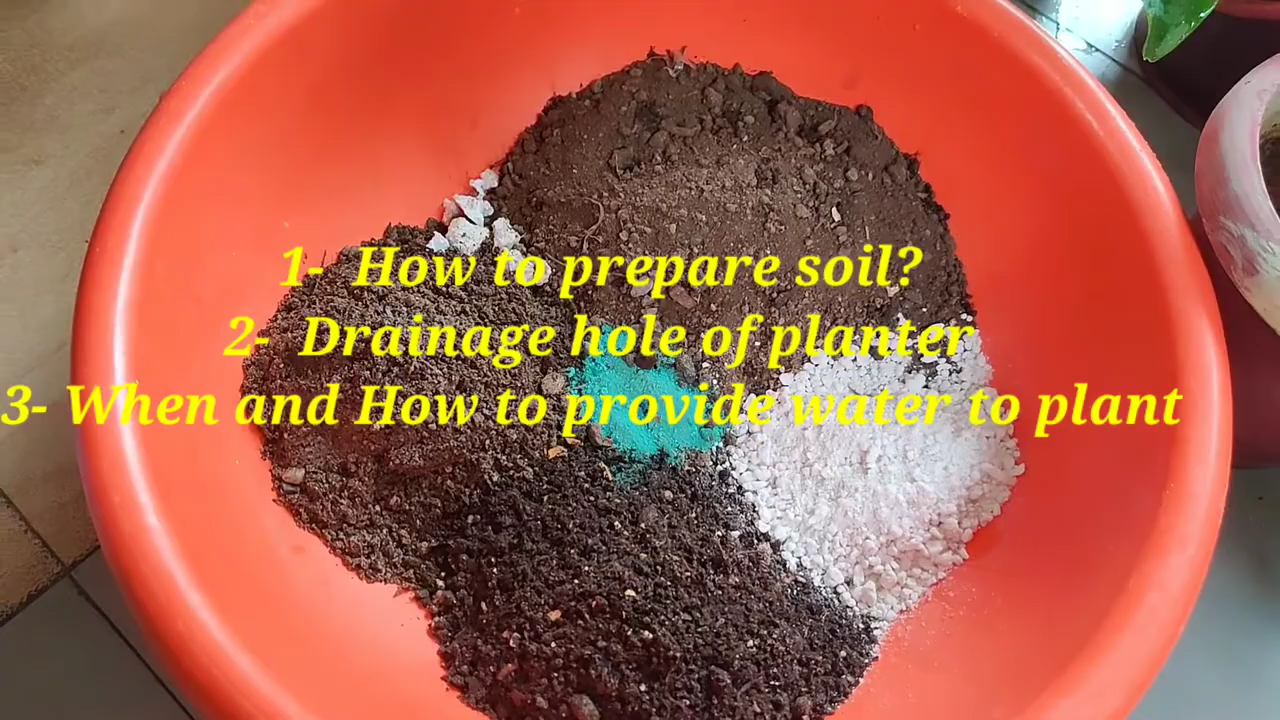 1- How to prepare soil?
2- Drainage hole of planter
3- When and How to provide water to plant